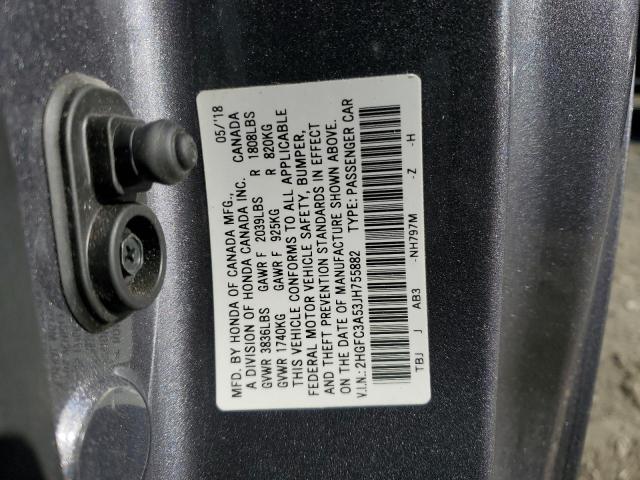 MFD. BY HONDA OF CANADA MFG., 05/'18
A DIVISION OF HONDA CANADA INC. CANADA
GVWR 3836LBS GAWR F 2039LBS R 1808LBS
GVWR 1740KG GAWR F 925KG R 820KG
THIS VEHICLE CONFORMS TO ALL APPLICABLE
FEDERAL MOTOR VEHICLE SAFETY, BUMPER,
AND THEFT PREVENTION STANDARDS IN EFFECT
ON THE DATE OF MANUFACTURE SHOWN ABOVE.
V.I.N.: 2HGFC3A53JH755882 TYPE: PASSENGER CAR
TBJ J AB3 -NH797M -Z -H